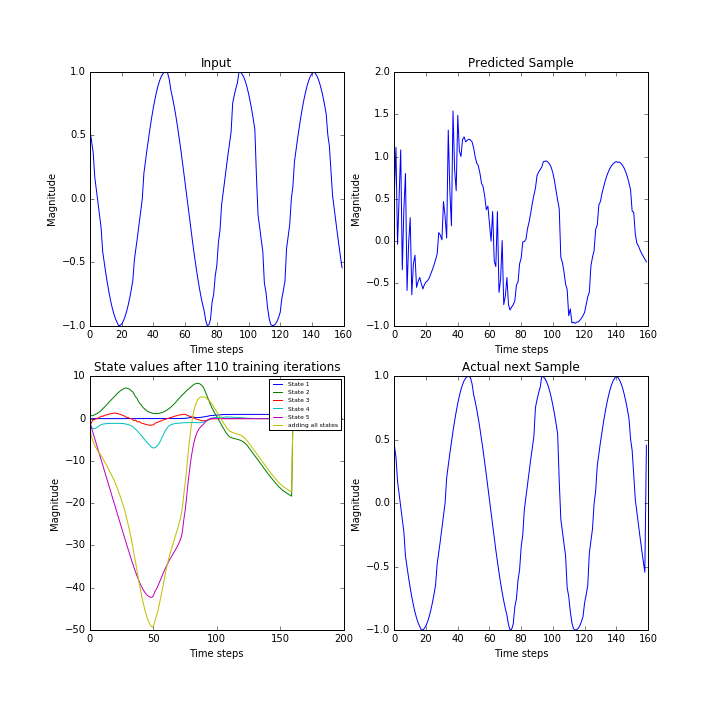 Input
1.0
0.5
0.0
−0.5
−1.0
0 20 40 60 80 100 120 140 160
Magnitude
Time steps
Predicted Sample
2.0
1.5
1.0
0.5
0.0
−0.5
−1.0
0 20 40 60 80 100 120 140 160
Magnitude
Time steps
State values after 110 training iterations
10
0
−10
−20
−30
−40
−50
0 50 100 150 200
Magnitude
Time steps
State 1
State 2
State 3
State 4
State 5
adding all states
Actual next Sample
1.0
0.5
0.0
−0.5
−1.0
0 20 40 60 80 100 120 140 160
Magnitude
Time steps